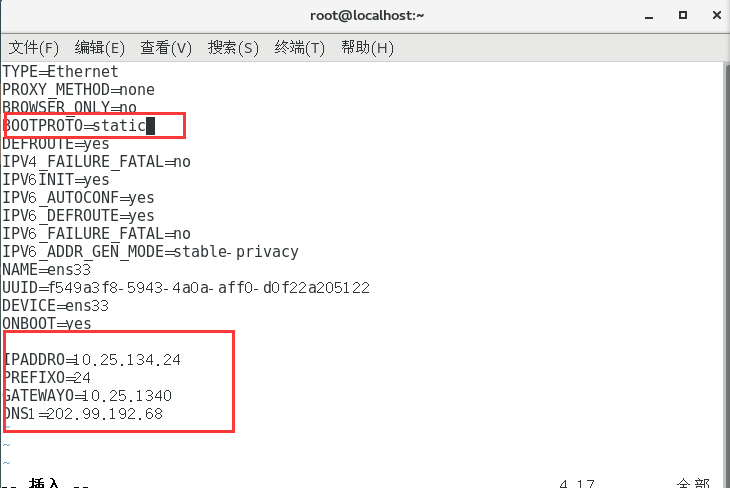 root@localhost:~
文件(F) 编辑(E) 查看(V) 搜索(S) 终端(T) 帮助(H)
TYPE=Ethernet
PROXY_METHOD=none
BROWSER_ONLY=no
BOOTPROTO=static
DEFROUTE=yes
IPV4_FAILURE_FATAL=no
IPV6INIT=yes
IPV6_AUTOCONF=yes
IPV6_DEFROUTE=yes
IPV6_FAILURE_FATAL=no
IPV6_ADDR_GEN_MODE=stable-privacy
NAME=ens33
UUID=f549a3f8-5943-4a0a-aff0-d0f22a205122
DEVICE=ens33
ONBOOT=yes
IPADDRO=10.25.134.24
PREFIXO=24
GATEWAYO=10.25.1340
DNS1=202.99.192.68
~
~
~
-- 插入 -- 4,17 全部